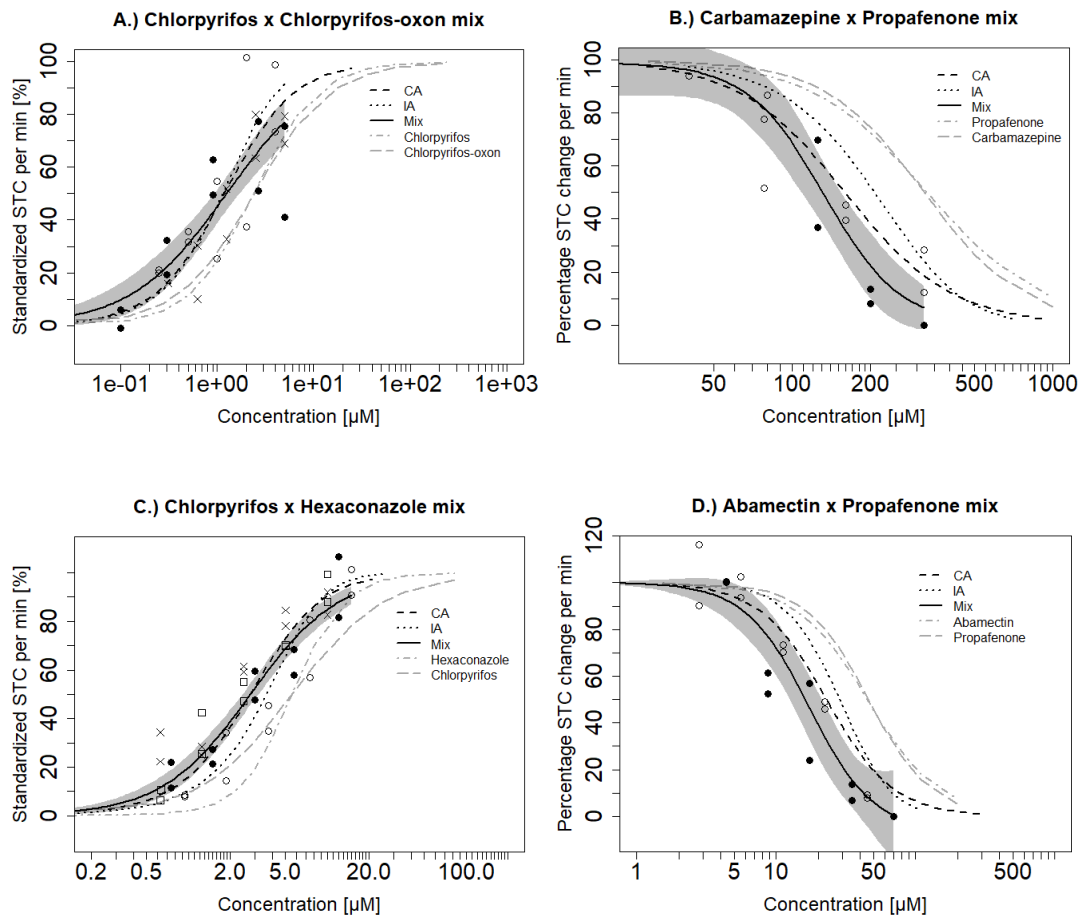 A.) Chlorpyrifos x Chlorpyrifos-oxon mix
Standardized STC per min [%]
0 20 40 60 80 100
CA
IA
Mix
Chlorpyrifos
Chlorpyrifos-oxon
1e-01 1e+00 1e+01 1e+02 1e+03
Concentration [µM]
B.) Carbamazepine x Propafenone mix
Percentage STC change per min
0 20 40 60 80 100
CA
IA
Mix
Propafenone
Carbamazepine
50 100 200 500 1000
Concentration [µM]
C.) Chlorpyrifos x Hexaconazole mix
Standardized STC per min [%]
0 20 40 60 80
CA
IA
Mix
Hexaconazole
Chlorpyrifos
0.2 0.5 2.0 5.0 20.0 100.0
Concentration [µM]
D.) Abamectin x Propafenone mix
Percentage STC change per min
0 20 40 60 80 100 120
CA
IA
Mix
Abamectin
Propafenone
1 5 10 50 500
Concentration [µM]